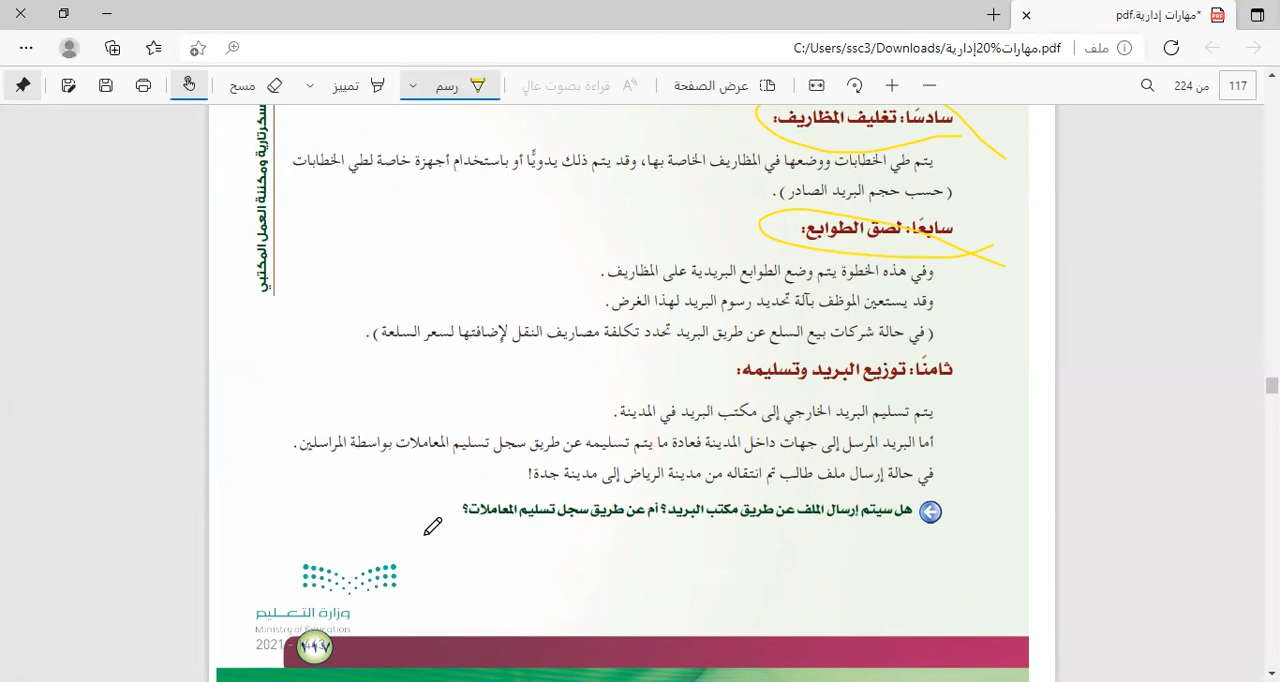 *مهارات إدارية.pdf
ملف
C:/Users/ssc3/Downloads/مهارات%20إدارية.pdf
117
من 224
عرض الصفحة
قراءة بصوت عالٍ
رسم
تمييز
مسح
سكرتارية ومكننة العمل المكتبي
سادسًا: تغليف المظاريف:
يتم طي الخطابات ووضعها في المظاريف الخاصة بها، وقد يتم ذلك يدويًّا أو باستخدام أجهزة خاصة لطي الخطابات
(حسب حجم البريد الصادر).
سابعًا: لصق الطوابع:
وفي هذه الخطوة يتم وضع الطوابع البريدية على المظاريف.
وقد يستعين الموظف بآلة تحديد رسوم البريد لهذا الغرض.
(في حالة شركات بيع السلع عن طريق البريد تحدد تكلفة مصاريف النقل لإضافتها لسعر السلعة).
ثامنًا: توزيع البريد وتسليمه:
يتم تسليم البريد الخارجي إلى مكتب البريد في المدينة.
أما البريد المرسل إلى جهات داخل المدينة فعادة ما يتم تسليمه عن طريق سجل تسليم المعاملات بواسطة المراسلين.
في حالة إرسال ملف طالب تم انتقاله من مدينة الرياض إلى مدينة جدة!
هل سيتم إرسال الملف عن طريق مكتب البريد؟ أم عن طريق سجل تسليم المعاملات؟
وزارة التعليم
Ministry of Education
2021 - 1443
١١٧